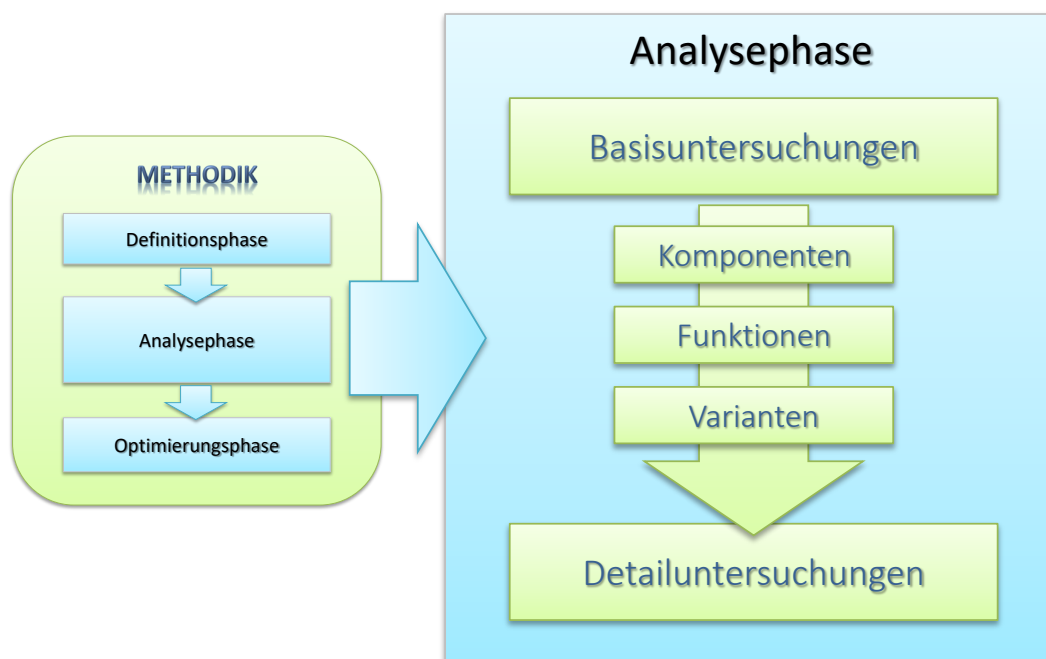 METHODIK
Definitionsphase
Analysephase
Optimierungsphase
Analysephase
Basisuntersuchungen
Komponenten
Funktionen
Varianten
Detailuntersuchungen